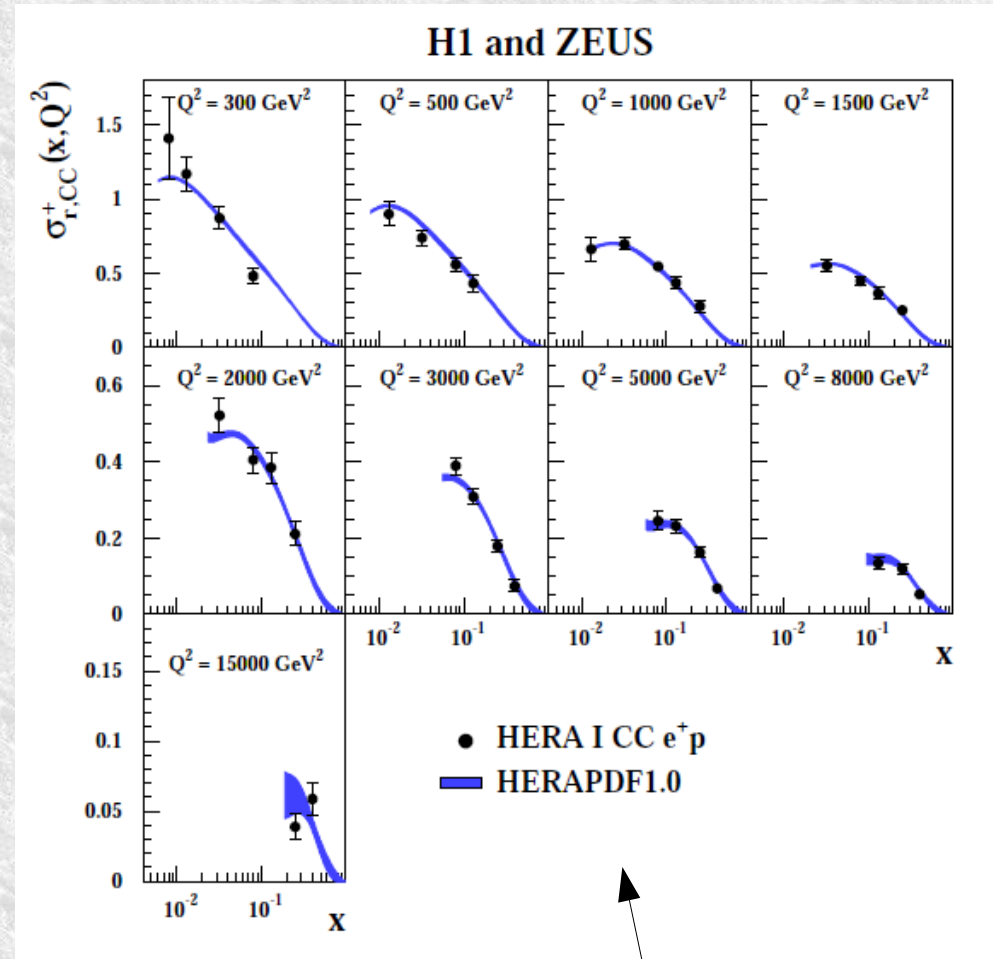 H1 and ZEUS
σ⁺r,CC(x,Q²)
Q² = 300 GeV²
Q² = 500 GeV²
Q² = 1000 GeV²
Q² = 1500 GeV²
1.5
1
0.5
0
Q² = 2000 GeV²
Q² = 3000 GeV²
Q² = 5000 GeV²
Q² = 8000 GeV²
0.6
0.4
0.2
0
10⁻² 10⁻¹ 10⁻² 10⁻¹ 10⁻² 10⁻¹
x
Q² = 15000 GeV²
0.15
0.1
0.05
0
HERA I CC e⁺p
HERAPDF1.0
10⁻² 10⁻¹
x